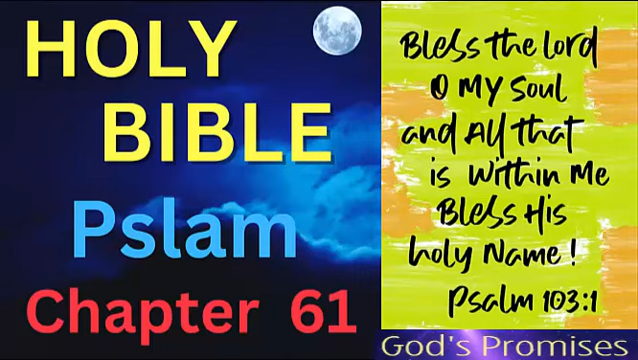 HOLY
BIBLE
Pslam
Chapter 61
Bless the lord
O MY Soul
and All that
is Within Me
Bless His
holy Name!
Psalm 103:1
God's Promises